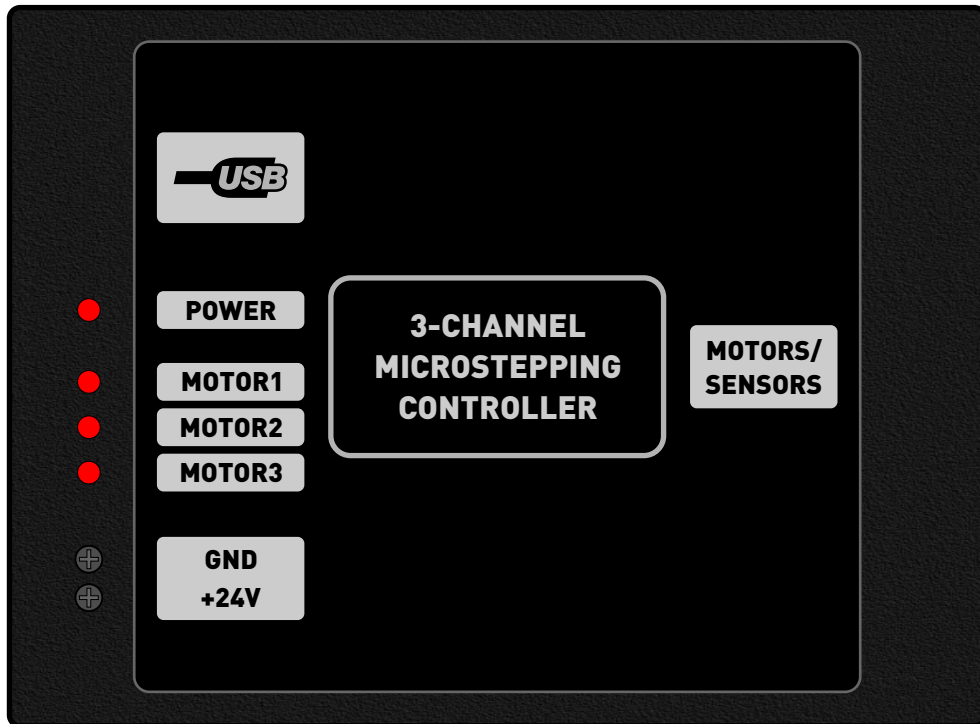 USB
POWER
MOTOR1
MOTOR2
MOTOR3
GND
+24V
3-CHANNEL
MICROSTEPPING
CONTROLLER
MOTORS/
SENSORS